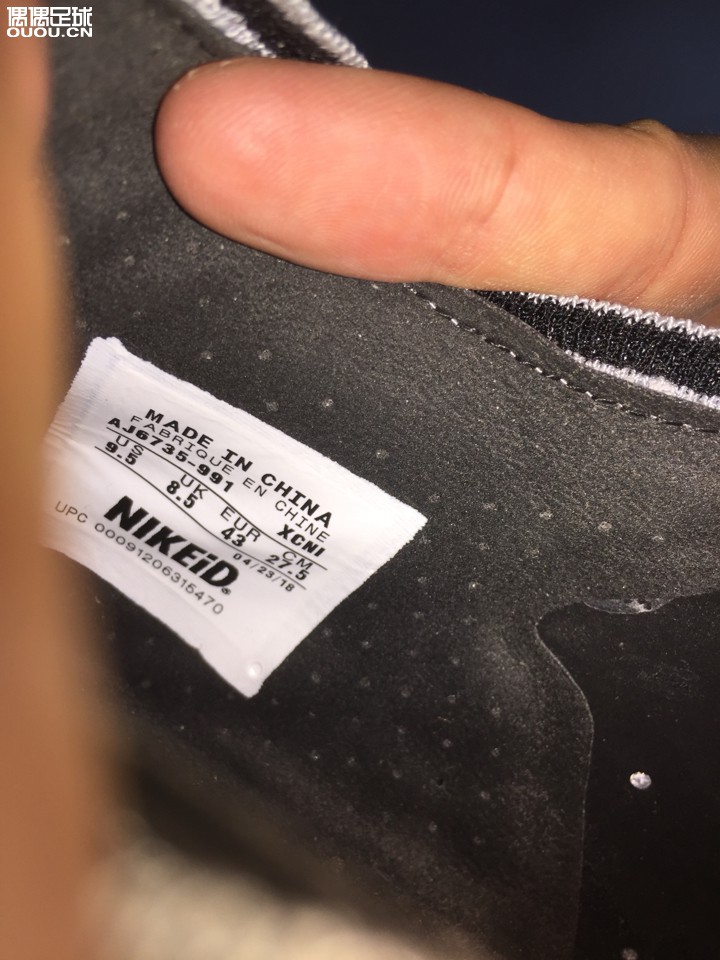 偶偶足球
OUOU.CN
MADE IN CHINA
FABRIQUE EN CHINE
AJ6735-991 XCNI
US UK EUR CM
9.5 8.5 43 27.5
04/23/18
NIKEiD®
UPC 00091206315470